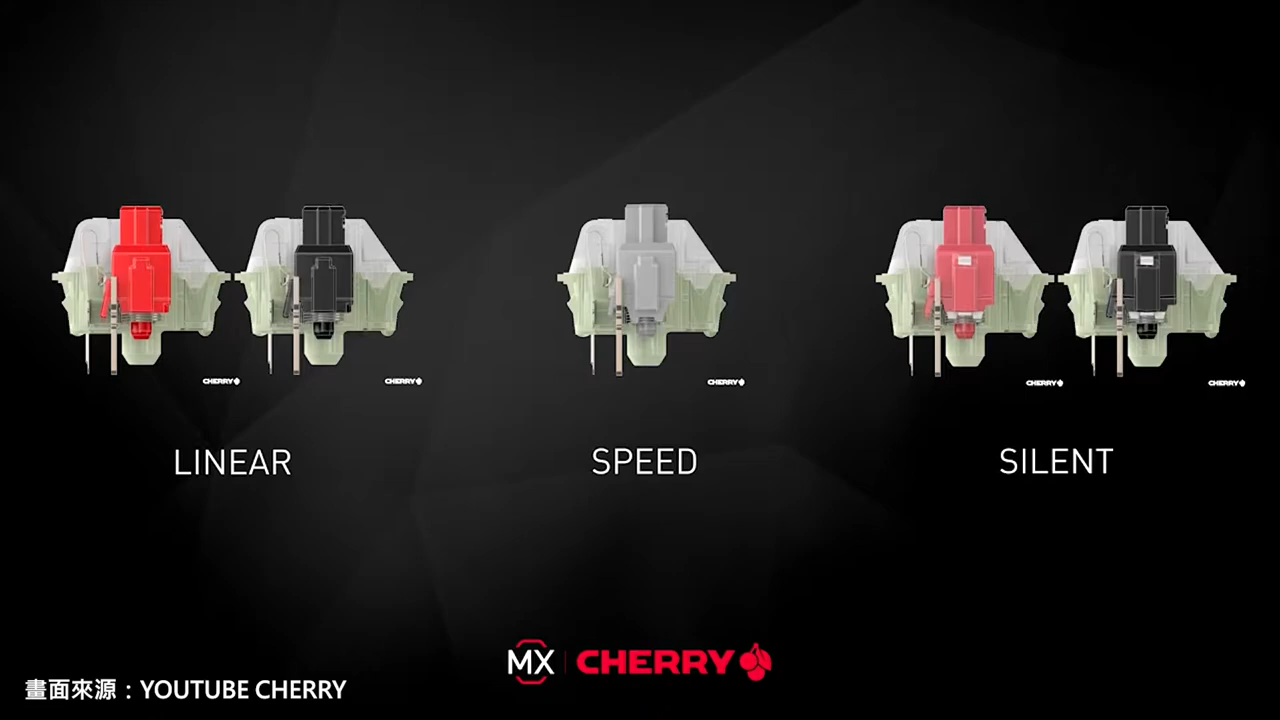 CHERRY
CHERRY
CHERRY
CHERRY
CHERRY
LINEAR
SPEED
SILENT
MX CHERRY
畫面來源：YOUTUBE CHERRY